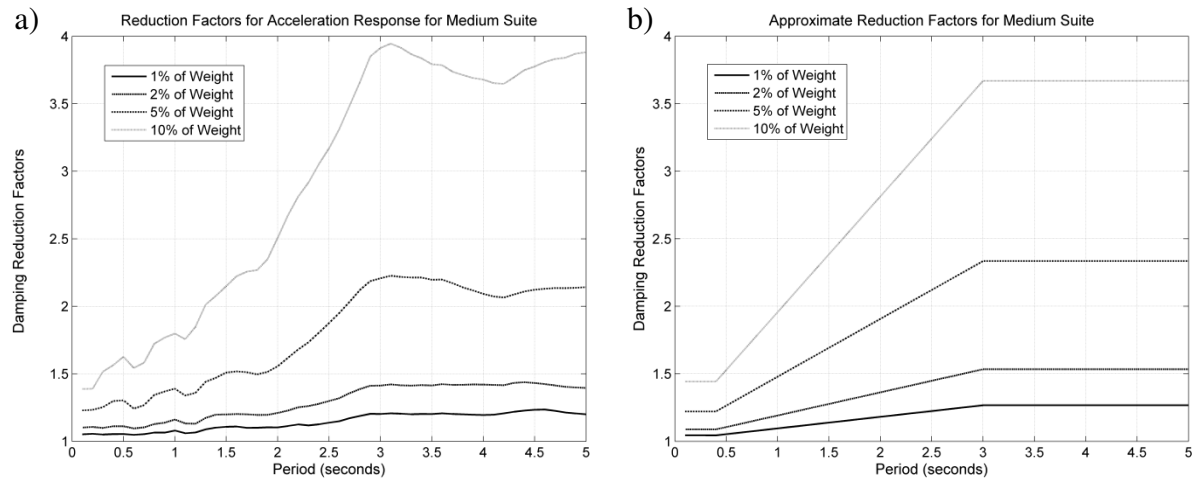 a)
Reduction Factors for Acceleration Response for Medium Suite
4
3.5
3
2.5
2
1.5
1
Damping Reduction Factors
1% of Weight
2% of Weight
5% of Weight
10% of Weight
0 0.5 1 1.5 2 2.5 3 3.5 4 4.5 5
Period (seconds)
b)
Approximate Reduction Factors for Medium Suite
4
3.5
3
2.5
2
1.5
1
Damping Reduction Factors
1% of Weight
2% of Weight
5% of Weight
10% of Weight
0 0.5 1 1.5 2 2.5 3 3.5 4 4.5 5
Period (seconds)